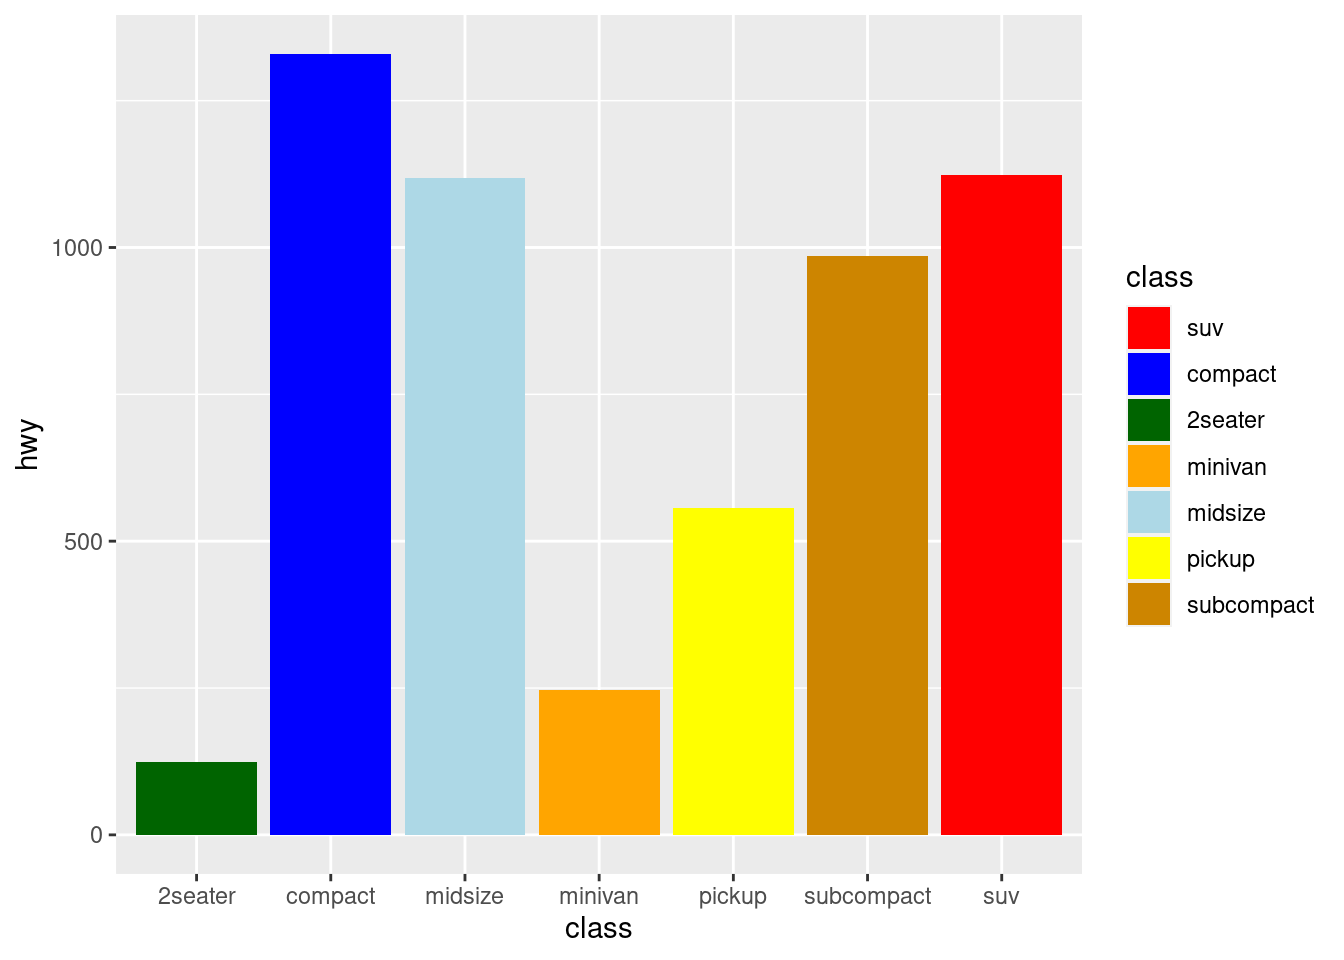 hwy
1000
500
0
2seater compact midsize minivan pickup subcompact suv
class
class
suv
compact
2seater
minivan
midsize
pickup
subcompact